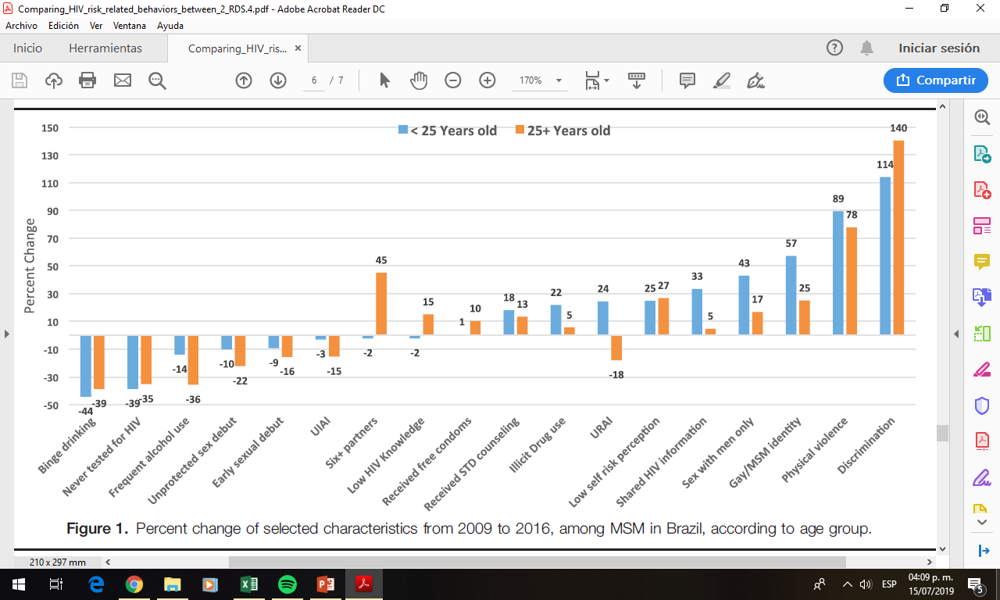 Comparing_HIV_risk_related_behaviors_between_2_RDS.4.pdf - Adobe Acrobat Reader DC
Archivo Edición Ver Ventana Ayuda
Inicio Herramientas Comparing_HIV_ris... × Iniciar sesión
6 / 7 170% Compartir
< 25 Years old 25+ Years old
Percent Change
150
130
110
90
70
50
30
10
-10
-30
-50
-44 -39
-39 -35
-14 -36
-10 -22
-9 -16
-3 -15
-2 45
-2 15
1 10
18 13
22 5
24 -18
25 27
33 5
43 17
57 25
89 78
114 140
Binge drinking
Never tested for HIV
Frequent alcohol use
Unprotected sex debut
Early sexual debut
UIAI
Six+ partners
Low HIV Knowledge
Received free condoms
Received STD counseling
Illicit Drug use
URAI
Low self risk perception
Shared HIV information
Sex with men only
Gay/MSM identity
Physical violence
Discrimination
Figure 1. Percent change of selected characteristics from 2009 to 2016, among MSM in Brazil, according to age group.
210 x 297 mm
ESP
04:09 p. m.
15/07/2019
5